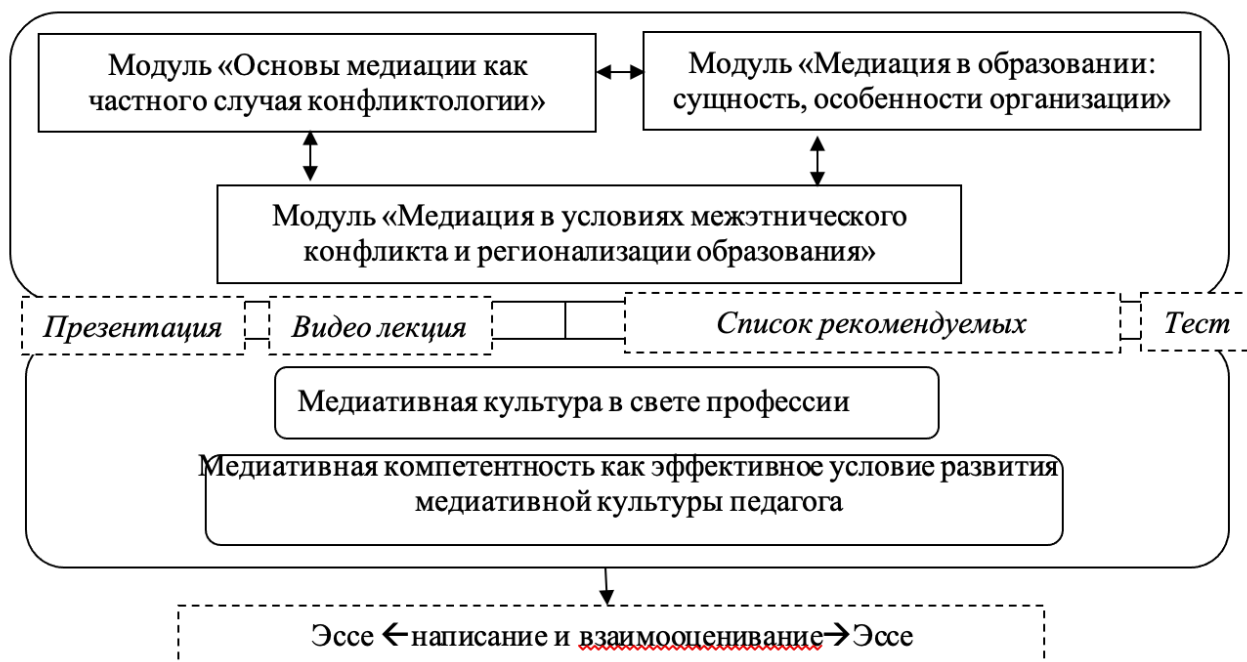 Модуль «Основы медиации как
частного случая конфликтологии»
Модуль «Медиация в образовании:
сущность, особенности организации»
Модуль «Медиация в условиях межэтнического
конфликта и регионализации образования»
Презентация
Видео лекция
Список рекомендуемых
Тест
Медиативная культура в свете профессии
Медиативная компетентность как эффективное условие развития
медиативной культуры педагога
Эссе ←написание и взаимооценивание→Эссе